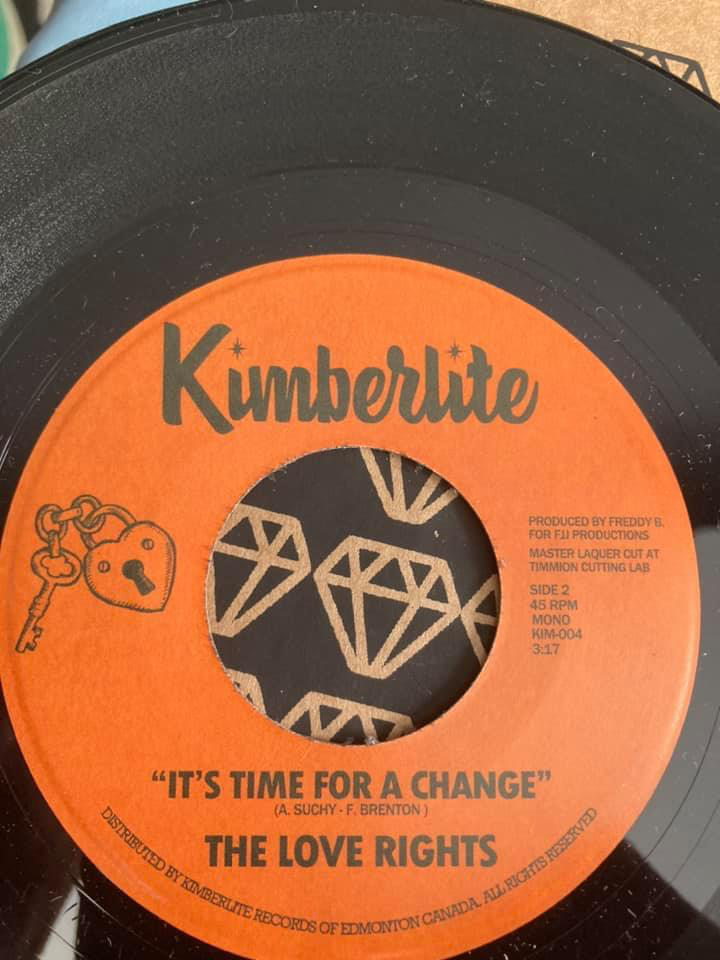 Kimberlite
PRODUCED BY FREDDY B.
FOR FJJ PRODUCTIONS
MASTER LAQUER CUT AT
TIMMION CUTTING LAB
SIDE 2
45 RPM
MONO
KIM-004
3:17
“IT’S TIME FOR A CHANGE”
(A. SUCHY - F. BRENTON )
THE LOVE RIGHTS
DISTRIBUTED BY KIMBERLITE RECORDS OF EDMONTON CANADA. ALL RIGHTS RESERVED